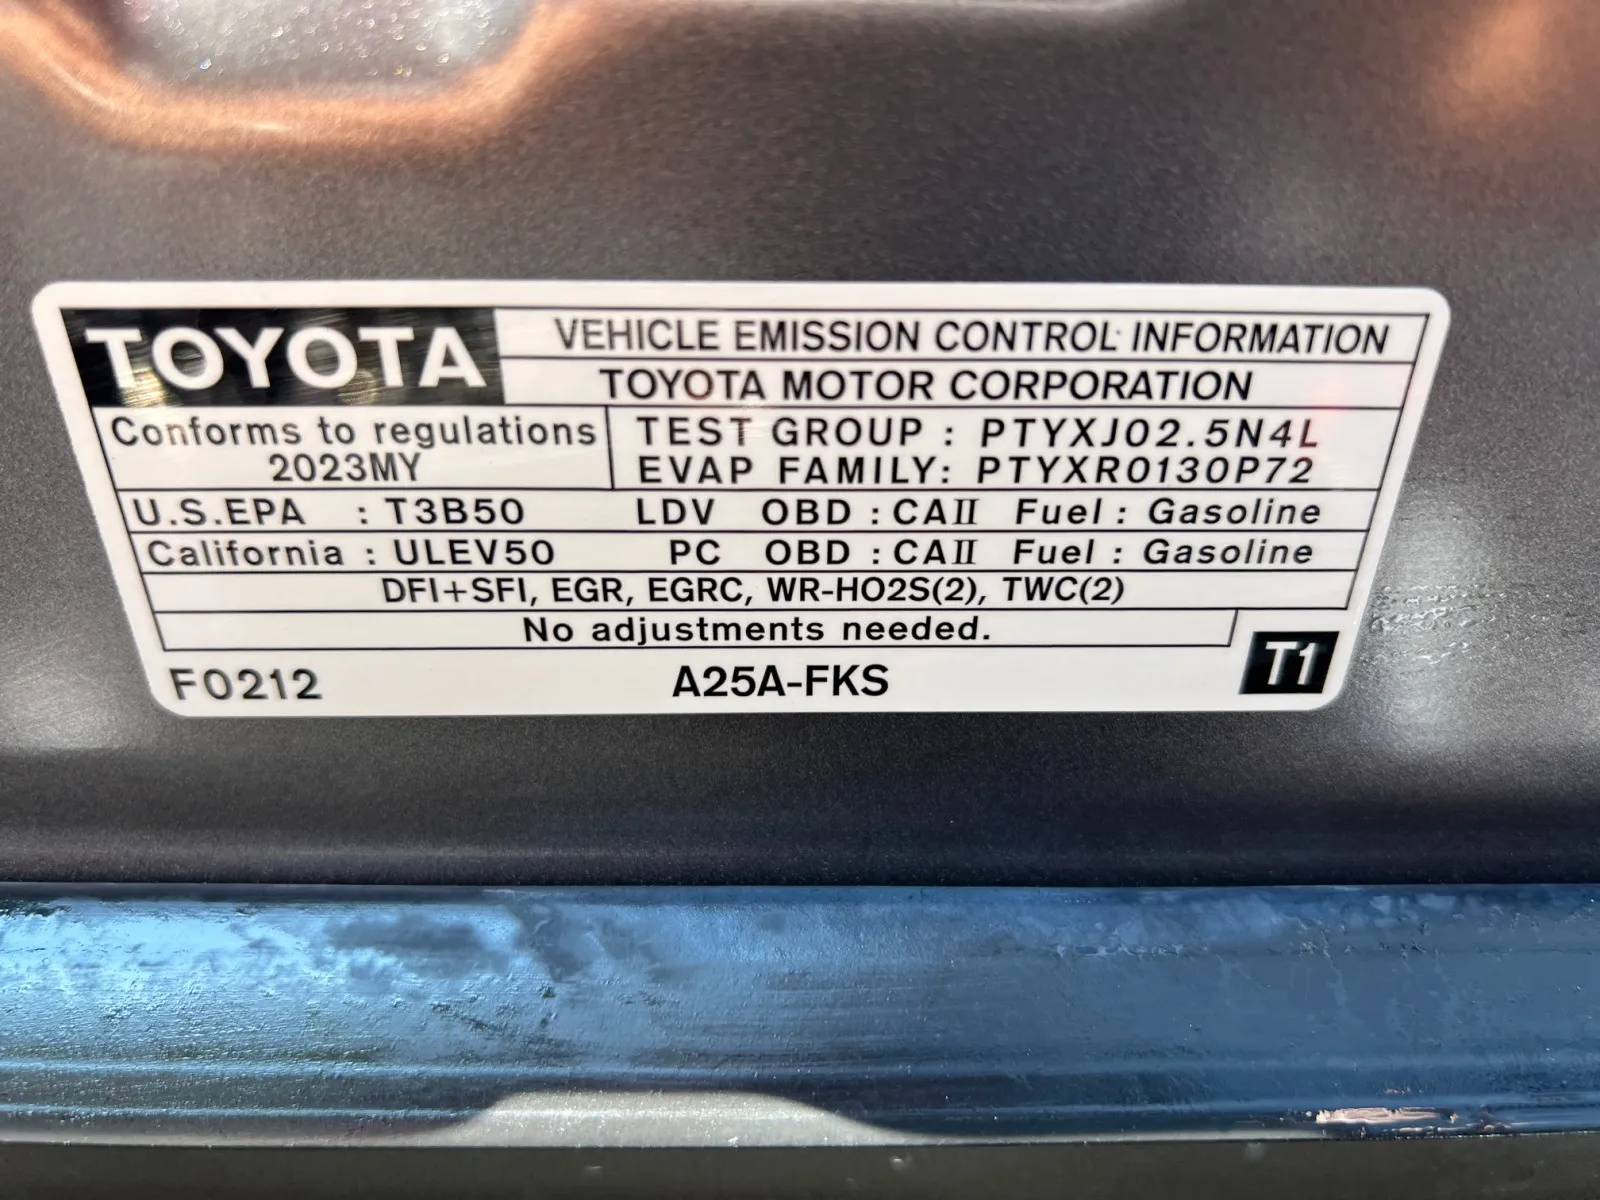 TOYOTA
VEHICLE EMISSION CONTROL INFORMATION
TOYOTA MOTOR CORPORATION
Conforms to regulations
2023MY
TEST GROUP : PTYXJ02.5N4L
EVAP FAMILY: PTYXR0130P72
U.S.EPA : T3B50 LDV OBD : CAII Fuel : Gasoline
California : ULEV50 PC OBD : CAII Fuel : Gasoline
DFI+SFI, EGR, EGRC, WR-HO2S(2), TWC(2)
No adjustments needed.
F0212 A25A-FKS T1